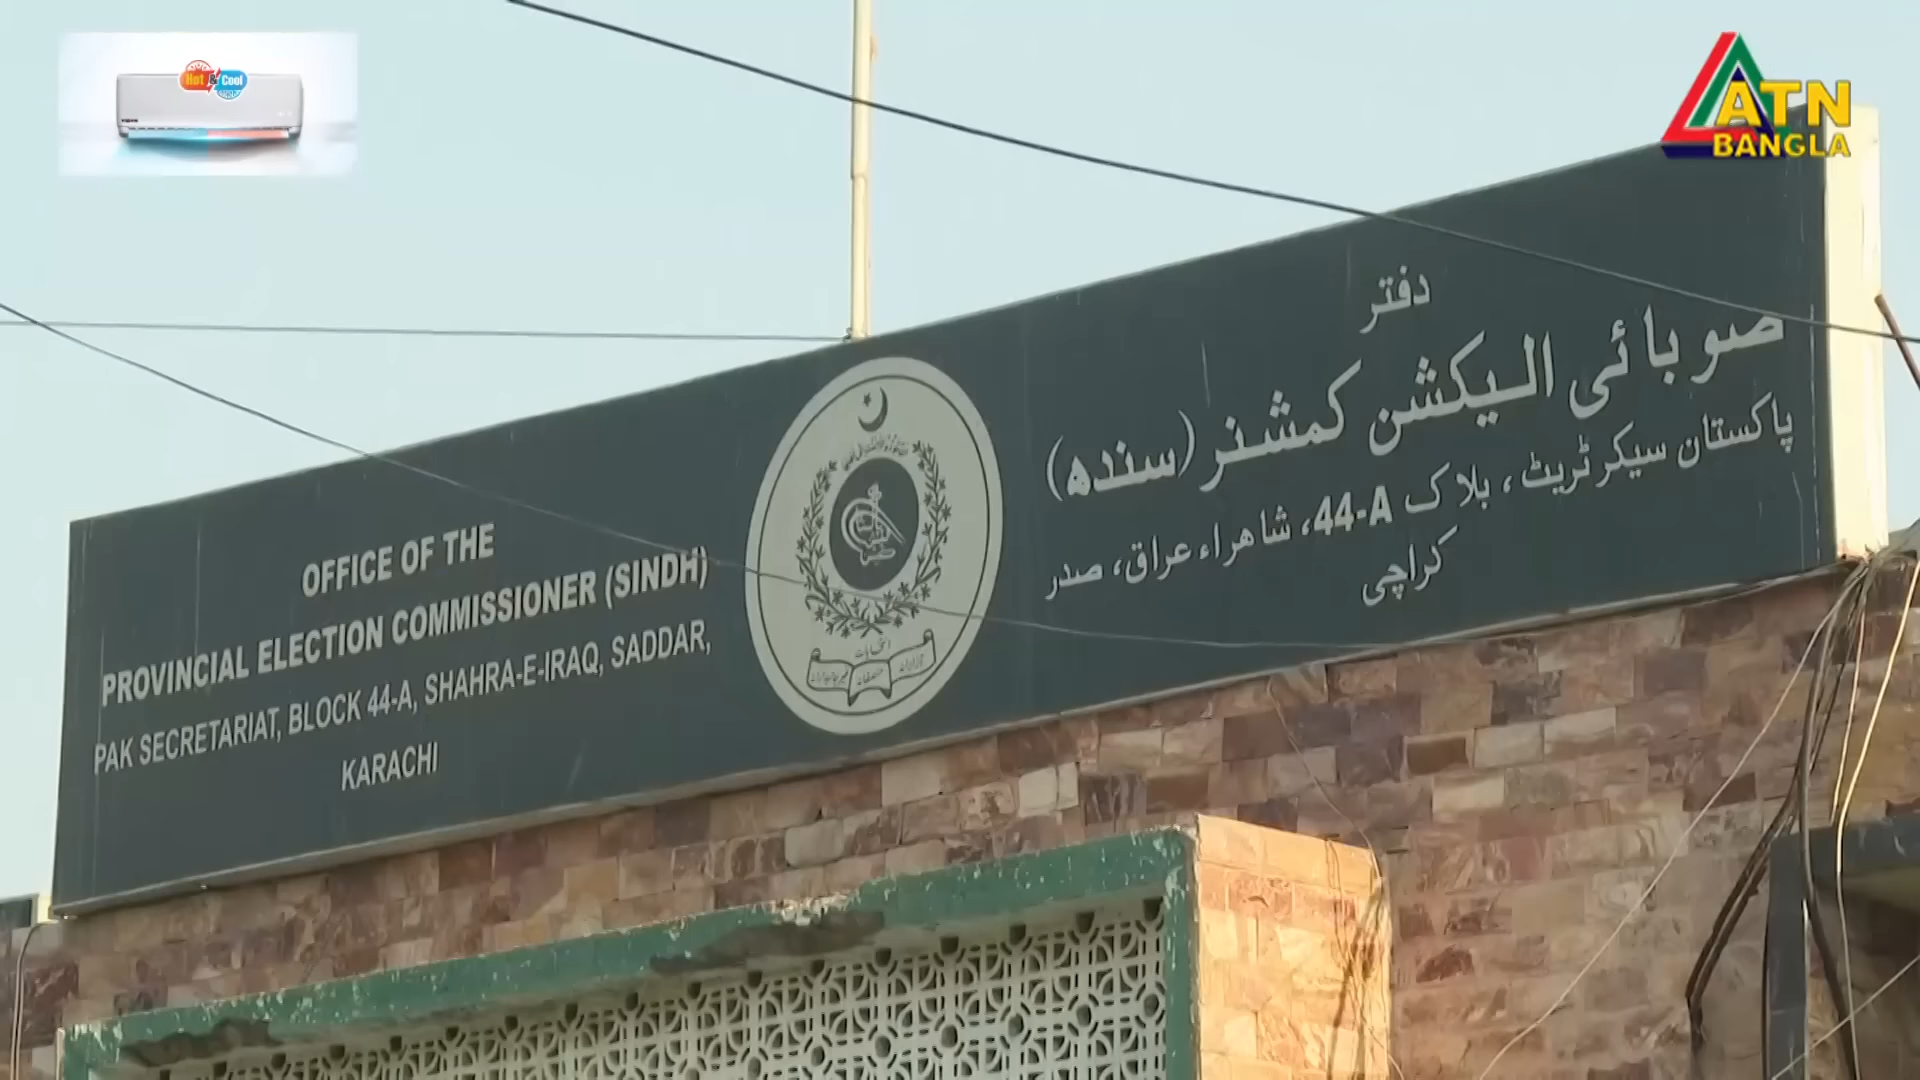 Hot & Cool
ATN
BANGLA
OFFICE OF THE
PROVINCIAL ELECTION COMMISSIONER (SINDH)
PAK SECRETARIAT, BLOCK 44-A, SHAHRA-E-IRAQ, SADDAR,
KARACHI
انتخابات
دفتر
صوبائی الیکشن کمشنر (سندھ)
پاکستان سیکرٹریٹ، بلاک 44-A، شاہراہ عراق، صدر
کراچی